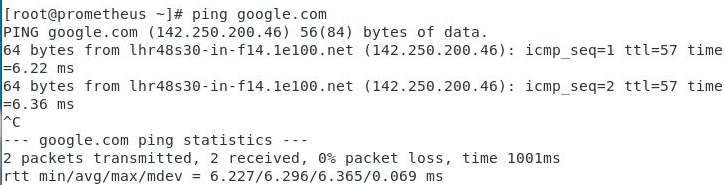 [root@prometheus ~]# ping google.com
PING google.com (142.250.200.46) 56(84) bytes of data.
64 bytes from lhr48s30-in-f14.1e100.net (142.250.200.46): icmp_seq=1 ttl=57 time
=6.22 ms
64 bytes from lhr48s30-in-f14.1e100.net (142.250.200.46): icmp_seq=2 ttl=57 time
=6.36 ms
^C
--- google.com ping statistics ---
2 packets transmitted, 2 received, 0% packet loss, time 1001ms
rtt min/avg/max/mdev = 6.227/6.296/6.365/0.069 ms